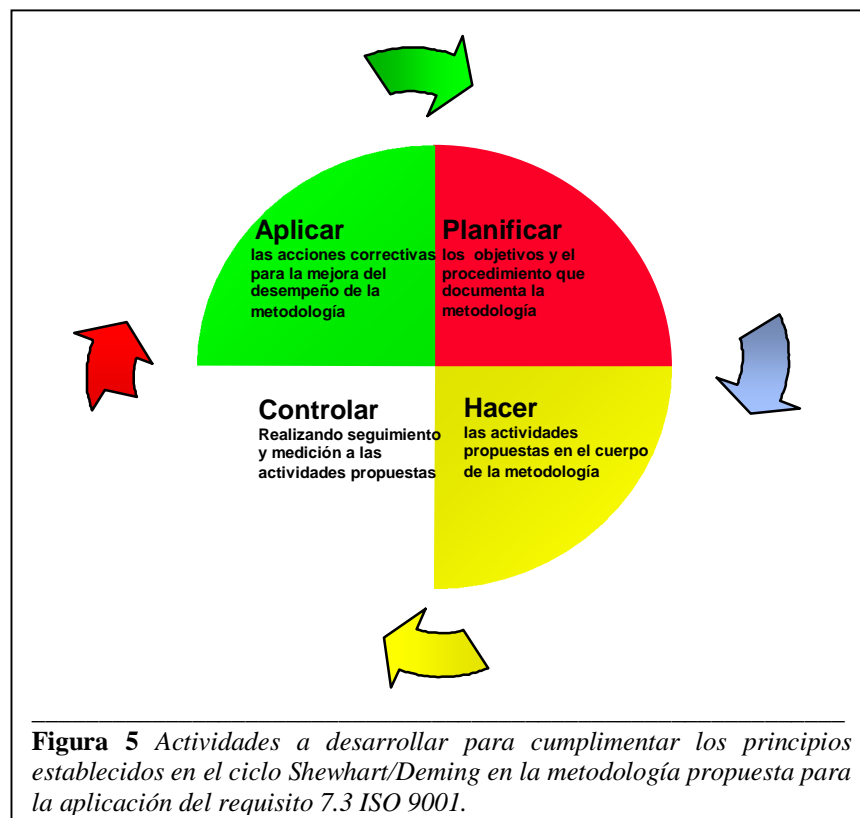 Aplicar
las acciones correctivas
para la mejora del
desempeño de la
metodología
Planificar
los objetivos y el
procedimiento que
documenta la
metodología
Controlar
Realizando seguimiento
y medición a las
actividades propuestas
Hacer
las actividades
propuestas en el cuerpo
de la metodología
Figura 5 Actividades a desarrollar para cumplimentar los principios
establecidos en el ciclo Shewhart/Deming en la metodología propuesta para
la aplicación del requisito 7.3 ISO 9001.